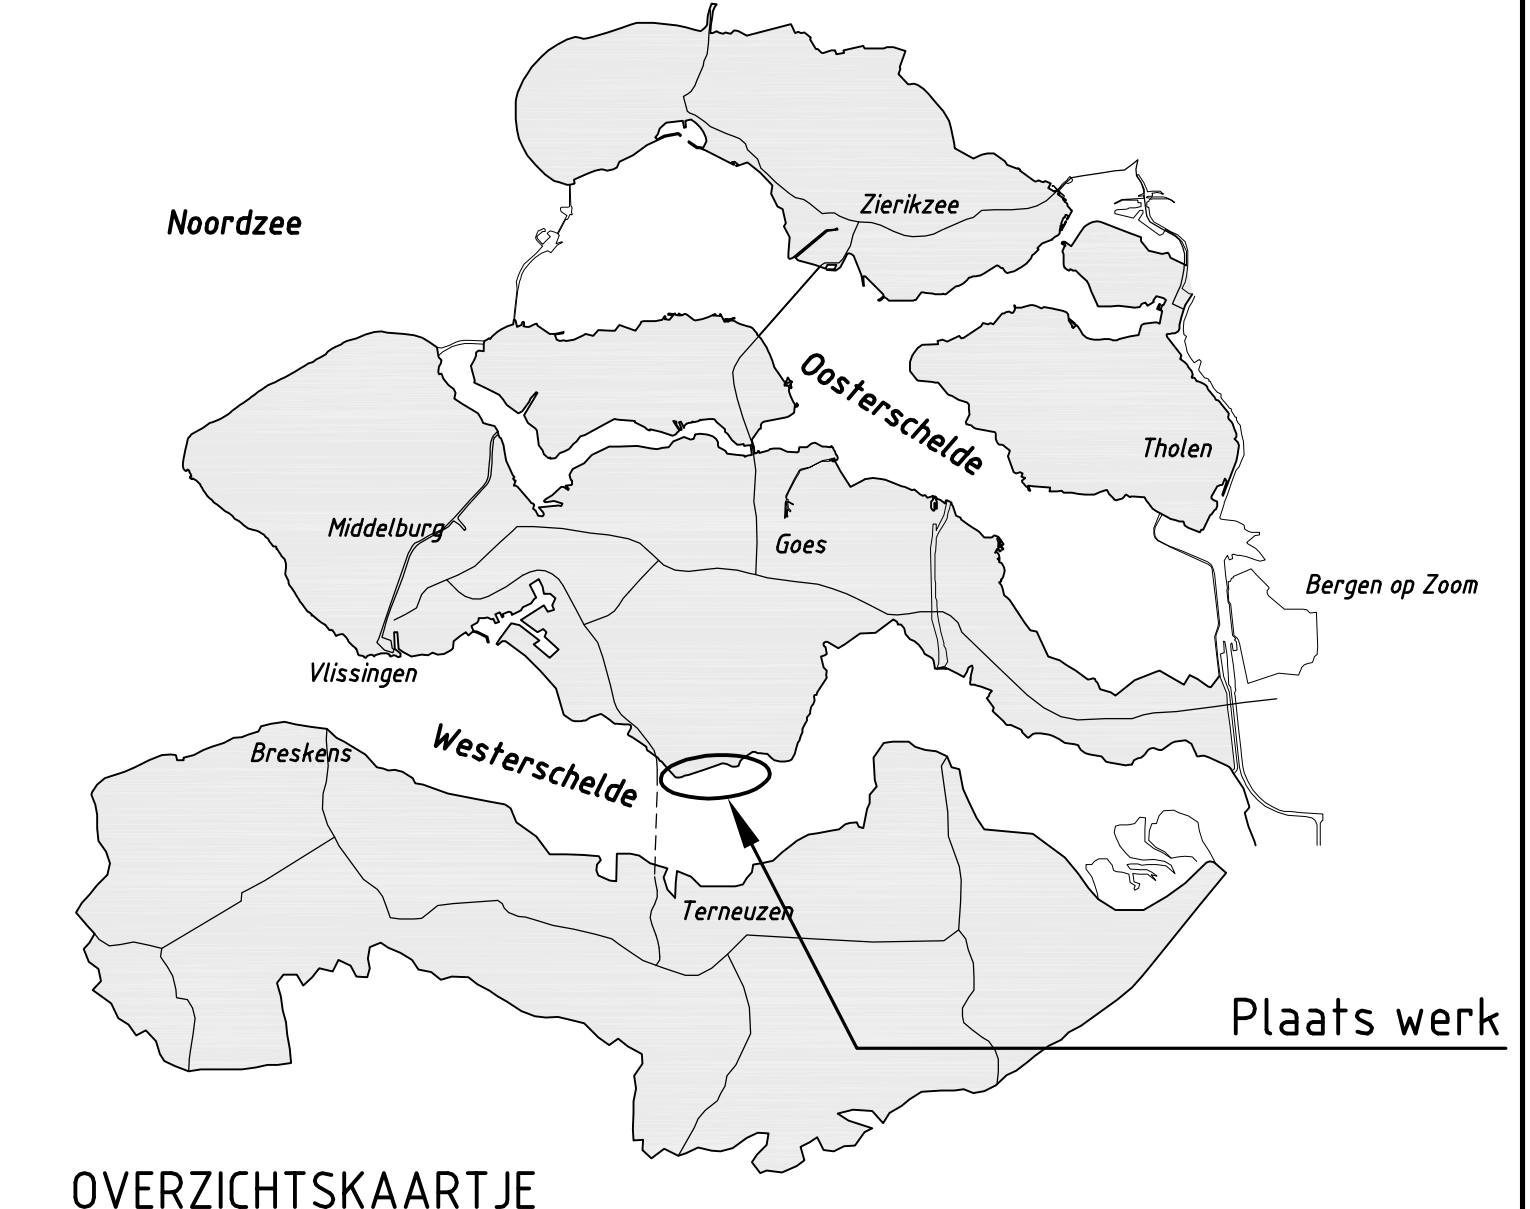 Zierikzee
Noordzee
Oosterschelde
Tholen
Middelburg
Goes
Bergen op Zoom
Vlissingen
Westerschelde
Breskens
Terneuzen
Plaats werk
OVERZICHTSKAARTJE